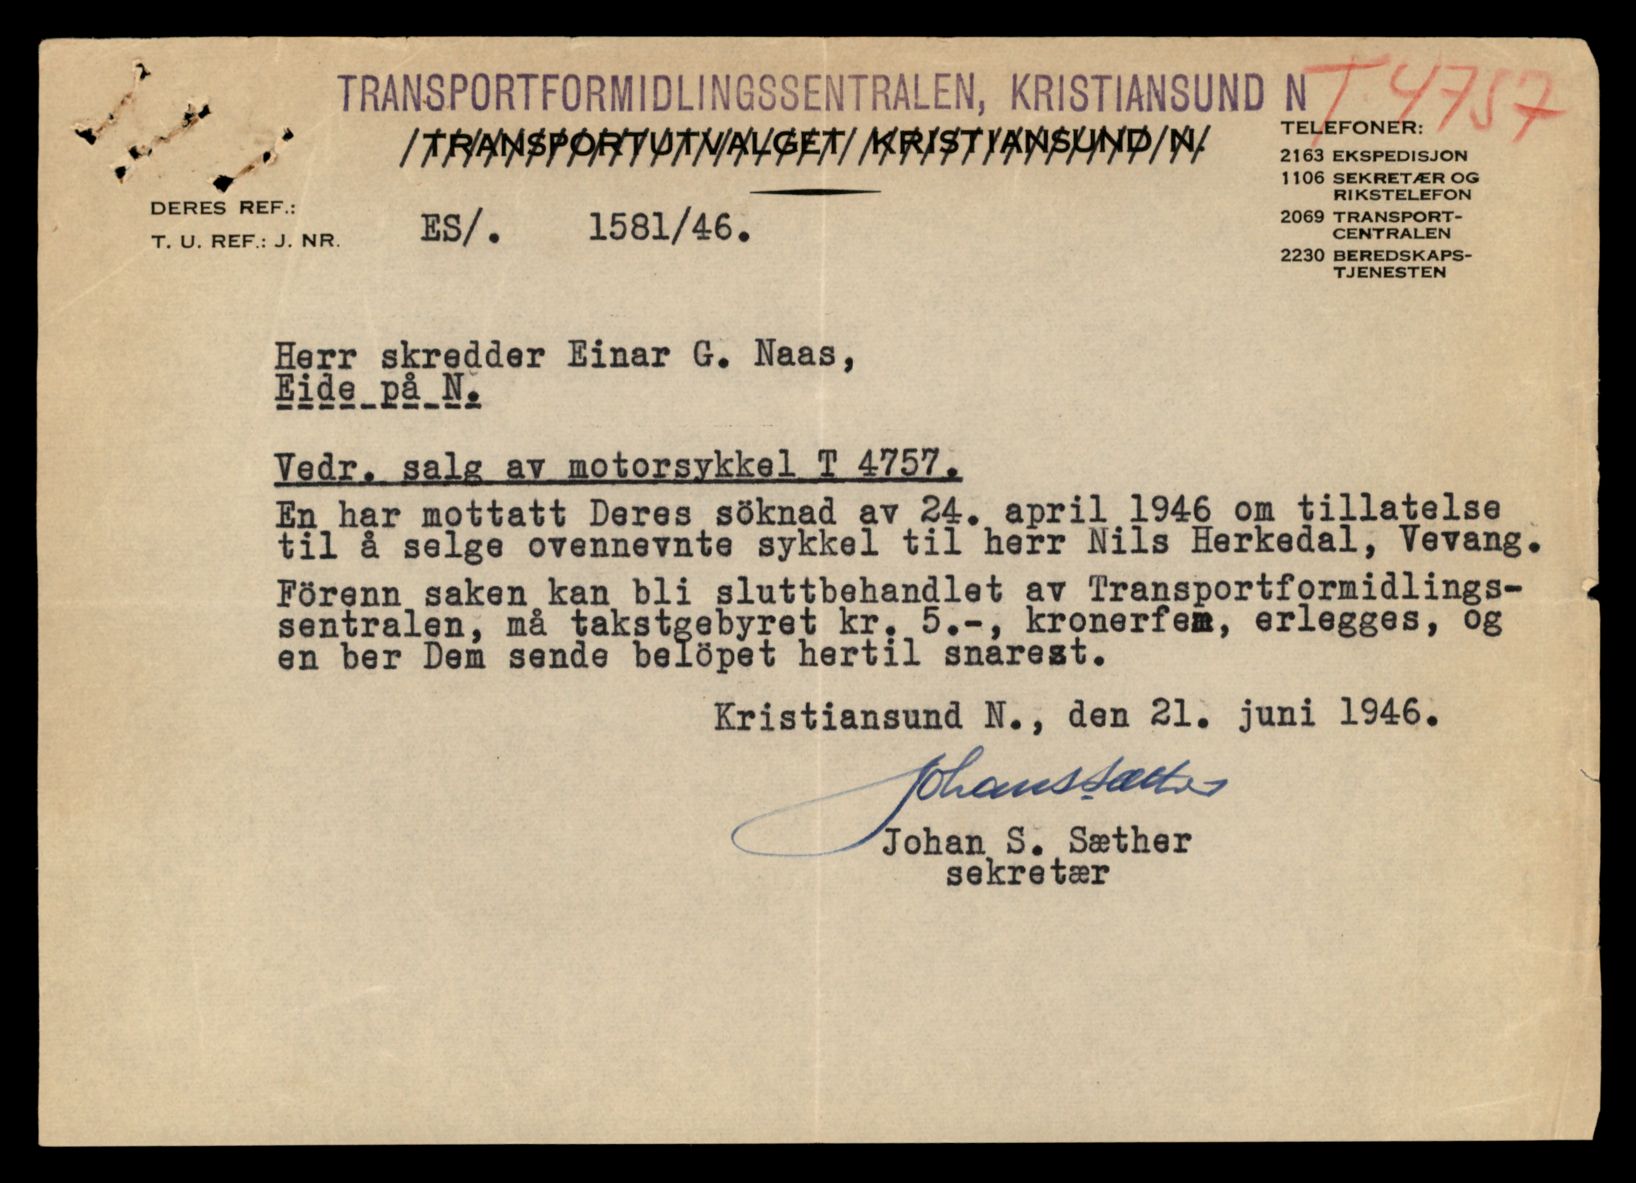 T 4757
TRANSPORTFORMIDLINGSSENTRALEN, KRISTIANSUND N
TRANSPORTUTVALGET KRISTIANSUND N.
TELEFONER:
2163 EKSPEDISJON
1106 SEKRETÆR OG
RIKSTELEFON
2069 TRANSPORT-
CENTRALEN
2230 BEREDSKAPS-
TJENESTEN
DERES REF.:
T. U. REF.: J. NR. ES/. 1581/46.
Herr skredder Einar G. Naas,
Eide på N.
Vedr. salg av motorsykkel T 4757.
En har mottatt Deres söknad av 24. april 1946 om tillatelse
til å selge ovennevnte sykkel til herr Nils Herkedal, Vevang.
Förenn saken kan bli sluttbehandlet av Transportformidlings-
sentralen, må takstgebyret kr. 5.-, kronerfem, erlegges, og
en ber Dem sende belöpet hertil snarest.
Kristiansund N., den 21. juni 1946.
Johan S Sæther
Johan S. Sæther
sekretær